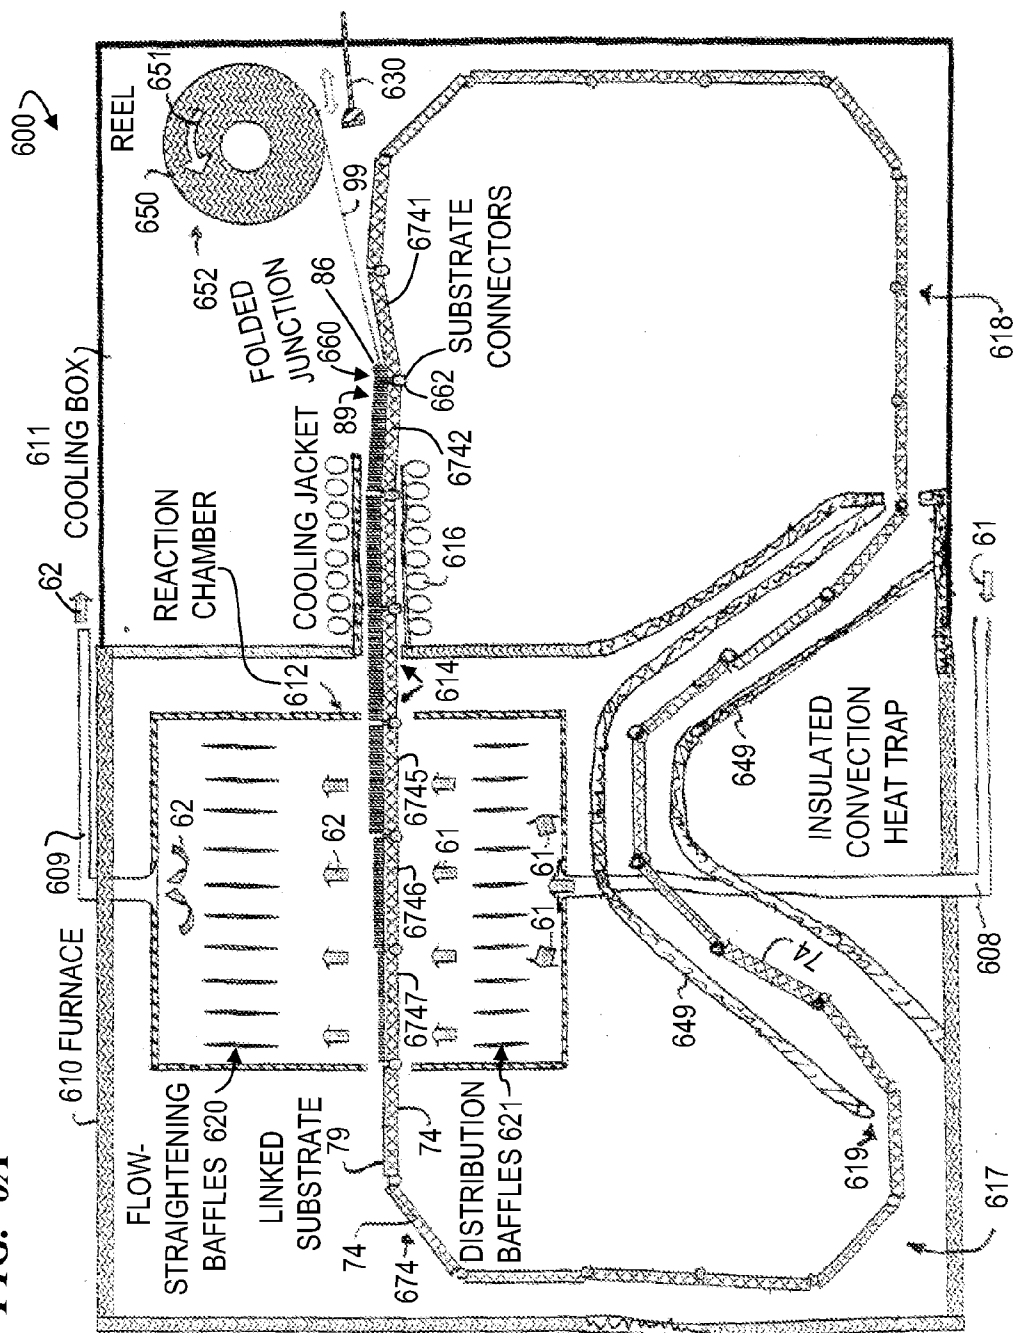 FIG. 6A
600
611
COOLING BOX
62
609
610 FURNACE
REEL
651
650
652
630
99
REACTION
CHAMBER
612
FOLDED
JUNCTION
660
86
89
COOLING JACKET
616
6741
SUBSTRATE
CONNECTORS
662
6742
614
62
62
FLOW-
STRAIGHTENING
BAFFLES 620
LINKED
SUBSTRATE
79
74
74
674
6745
6746
6747
61
61
61
DISTRIBUTION
BAFFLES 621
649
649
74
INSULATED
CONVECTION
HEAT TRAP
619
617
608
61
618